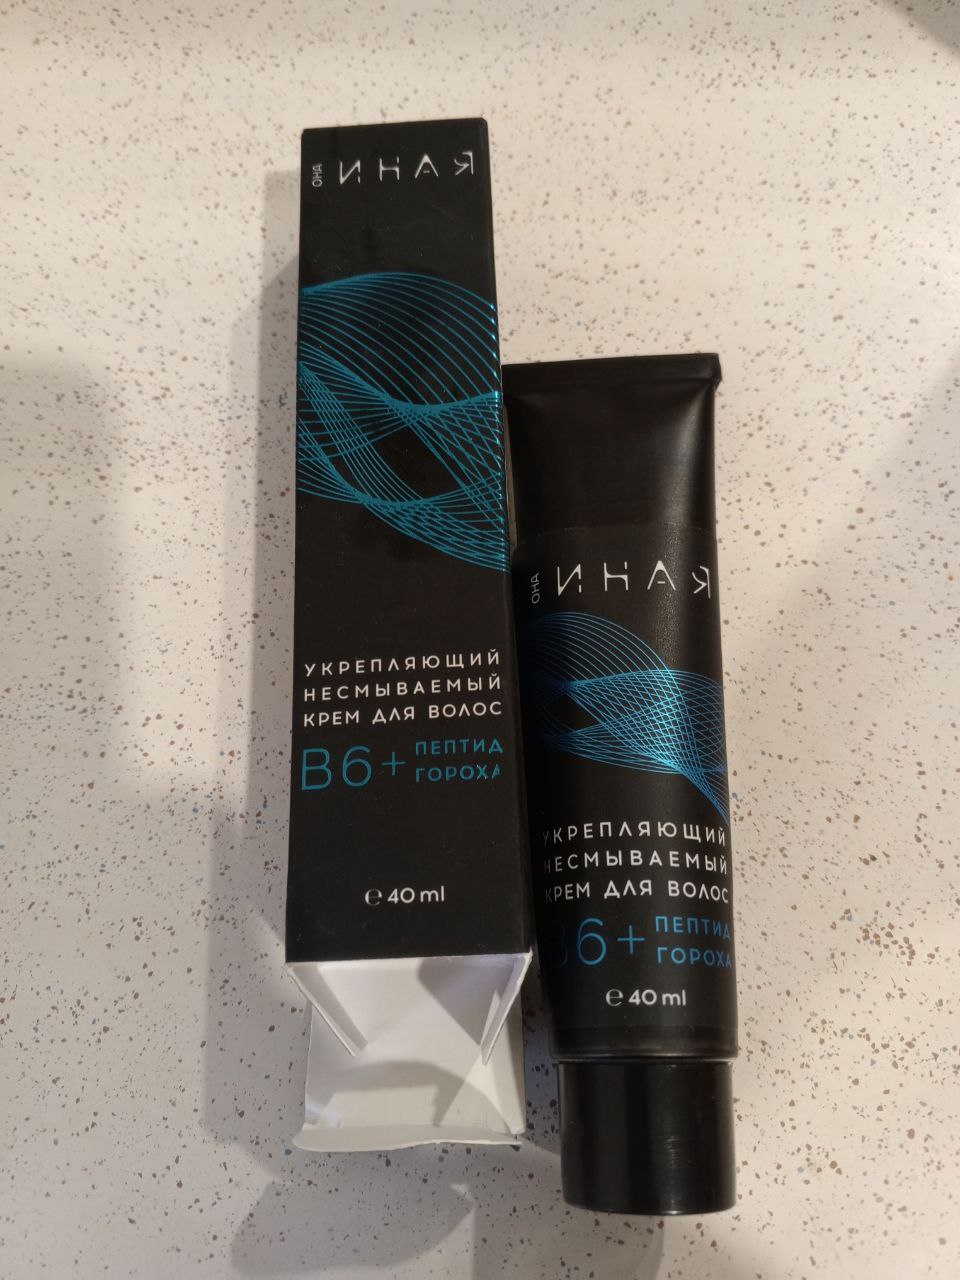 ОНА ИНАЯ
УКРЕПЛЯЮЩИЙ
НЕСМЫВАЕМЫЙ
КРЕМ ДЛЯ ВОЛОС
B6+ ПЕПТИД
ГОРОХА
℮ 40 ml
ОНА ИНАЯ
УКРЕПЛЯЮЩИЙ
НЕСМЫВАЕМЫЙ
КРЕМ ДЛЯ ВОЛОС
B6+ ПЕПТИД
ГОРОХА
℮ 40 ml